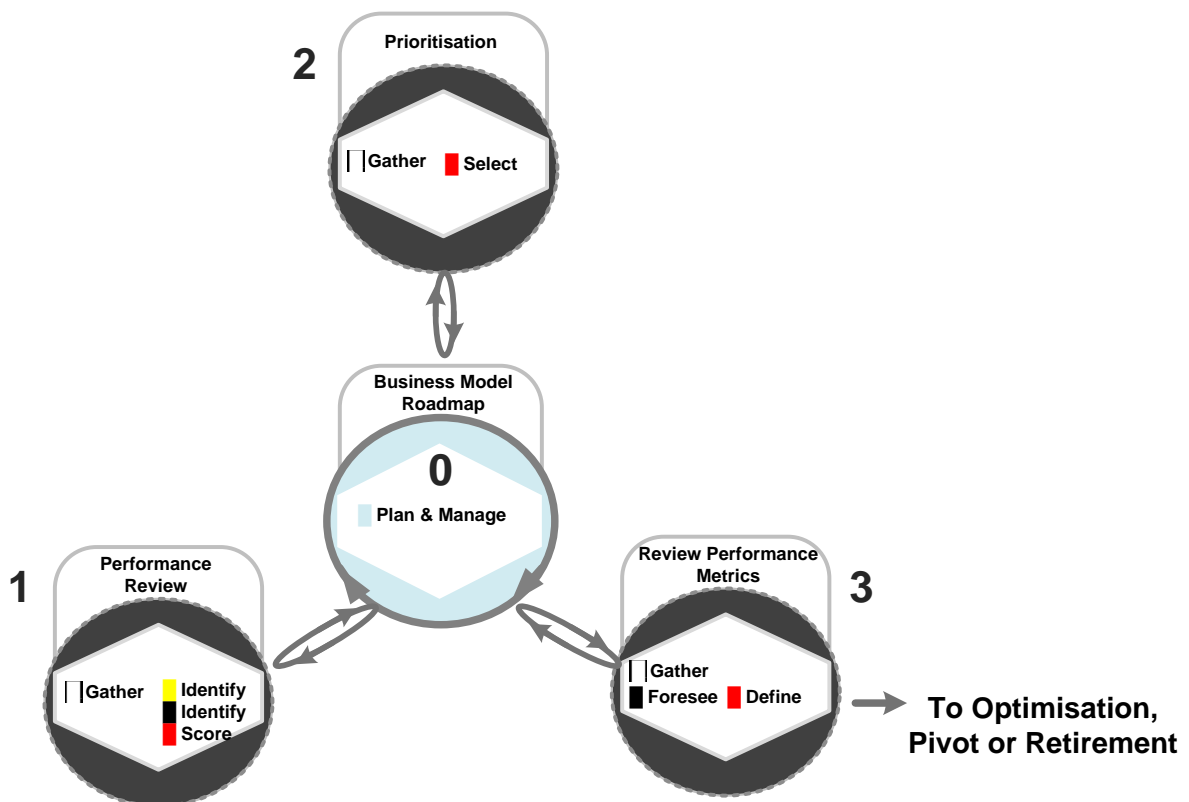 Prioritisation
2
Gather
Select
Business Model
Roadmap
0
Plan & Manage
Performance
Review
1
Gather
Identify
Identify
Score
Review Performance
Metrics
3
Gather
Foresee
Define
To Optimisation,
Pivot or Retirement